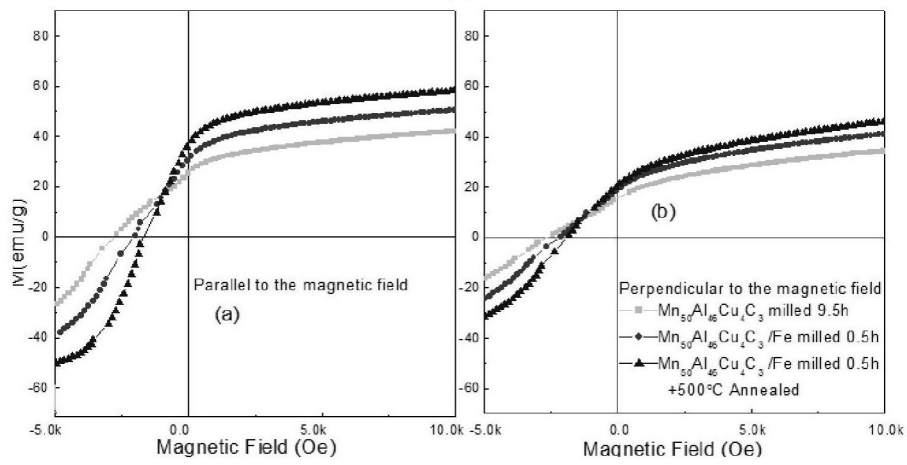 80
60
40
20
0
-20
-40
-60
M(emu/g)
Parallel to the magnetic field
(a)
-5.0k
0.0
5.0k
10.0k
Magnetic Field (Oe)
80
60
40
20
0
-20
-40
-60
(b)
Perpendicular to the magnetic field
Mn50Al46Cu4C3 milled 9.5h
Mn50Al46Cu4C3 /Fe milled 0.5h
Mn50Al46Cu4C3 /Fe milled 0.5h
+500°C Annealed
-5.0k
0.0
5.0k
10.0k
Magnetic Field (Oe)